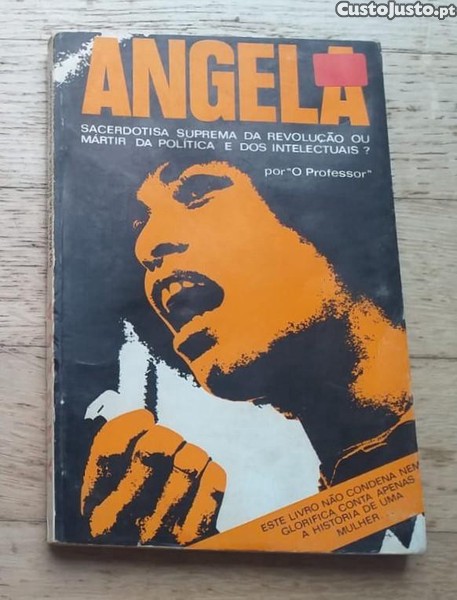 CustoJusto.pt
ANGELA
SACERDOTISA SUPREMA DA REVOLUÇÃO OU
MÁRTIR DA POLÍTICA E DOS INTELECTUAIS ?
por "O Professor"
ESTE LIVRO NÃO CONDENA NEM
GLORIFICA CONTA APENAS
A HISTÓRIA DE UMA
MULHER